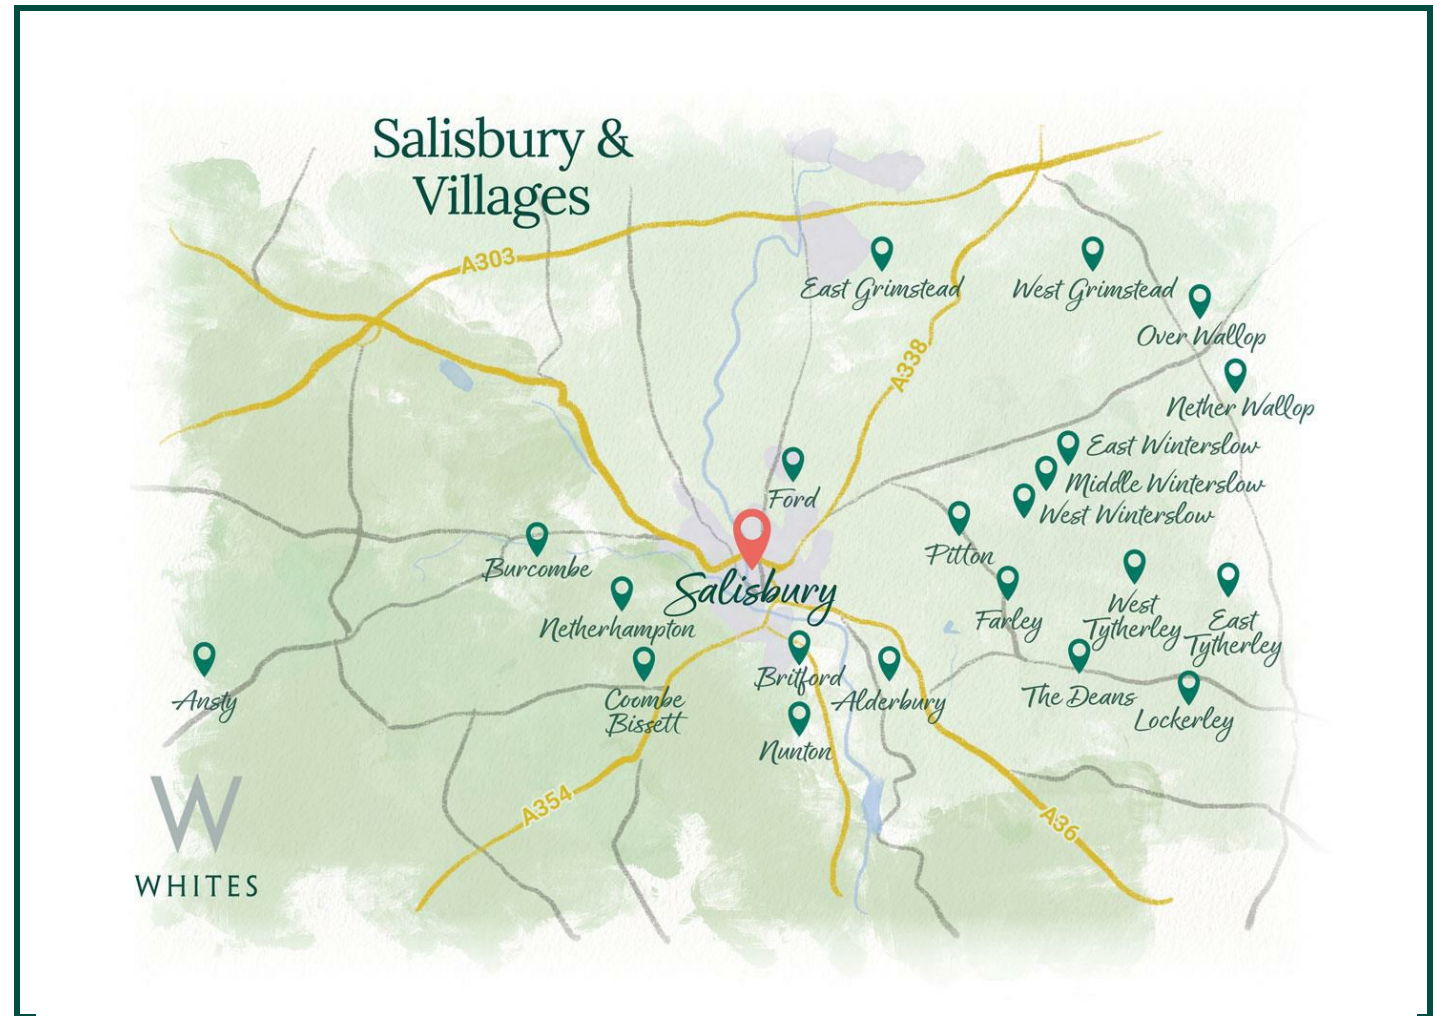 Salisbury &
Villages
A303
East Grimstead
West Grimstead
Over Wallop
A338
Nether Wallop
East Winterslow
Middle Winterslow
West Winterslow
Ford
Pitton
Burcombe
Salisbury
Netherhampton
Farley
West
Tytherley
East
Tytherley
Ansty
Coombe
Bissett
Britford
Alderbury
The Deans
Lockerley
Nunton
A354
A36
W
WHITES